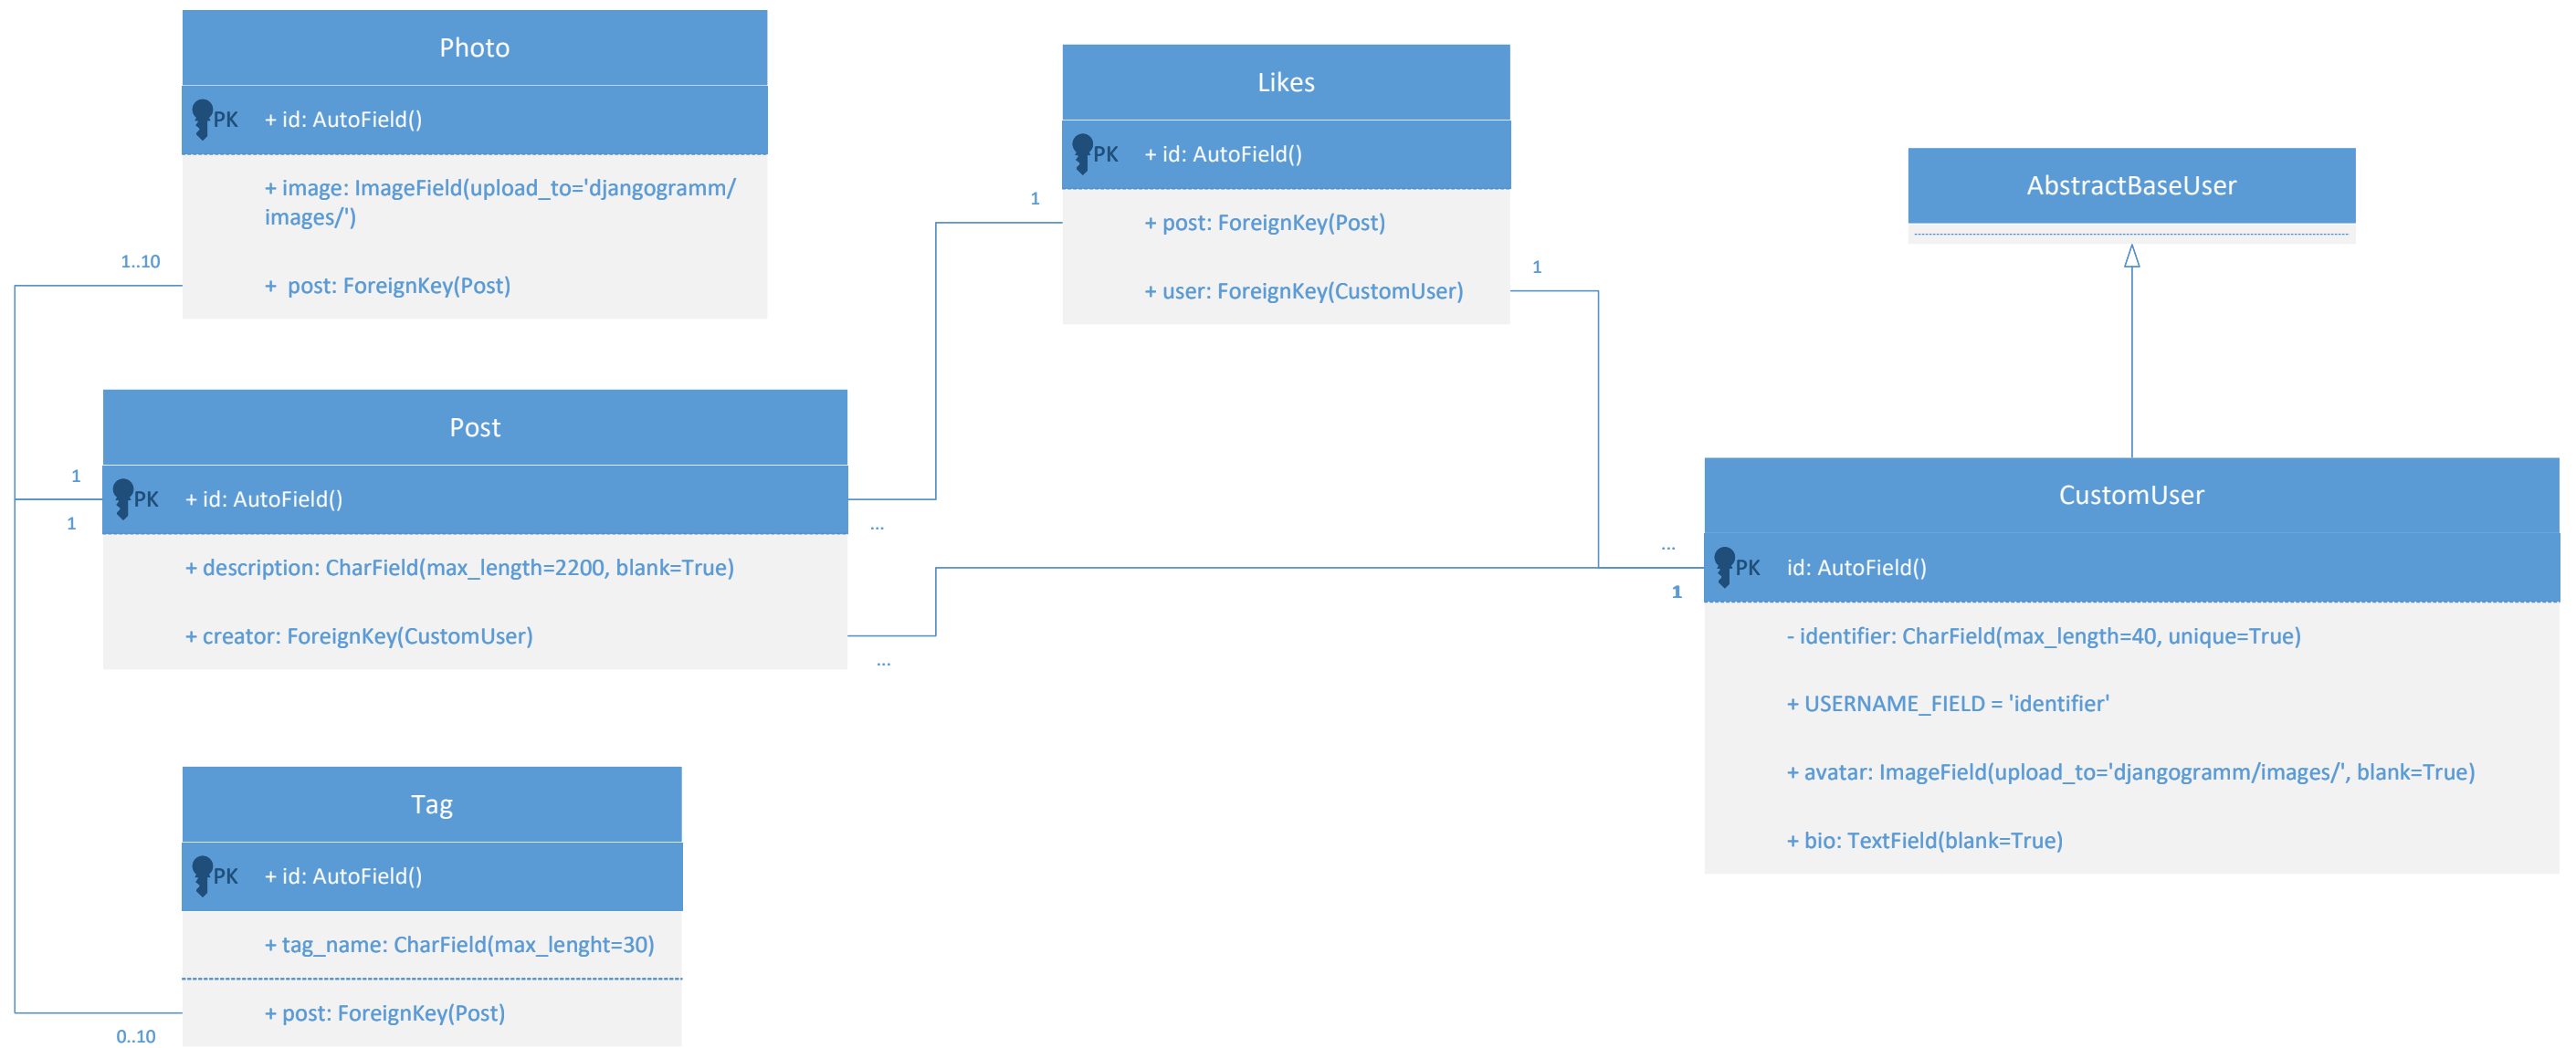 Photo
PK + id: AutoField()
+ image: ImageField(upload_to='djangogramm/
images/')
+  post: ForeignKey(Post)
1..10
Likes
PK + id: AutoField()
+ post: ForeignKey(Post)
+ user: ForeignKey(CustomUser)
1
1
AbstractBaseUser
Post
PK + id: AutoField()
+ description: CharField(max_length=2200, blank=True)
+ creator: ForeignKey(CustomUser)
1
1
...
...
CustomUser
PK id: AutoField()
- identifier: CharField(max_length=40, unique=True)
+ USERNAME_FIELD = 'identifier'
+ avatar: ImageField(upload_to='djangogramm/images/', blank=True)
+ bio: TextField(blank=True)
...
1
Tag
PK + id: AutoField()
+ tag_name: CharField(max_lenght=30)
+ post: ForeignKey(Post)
0..10